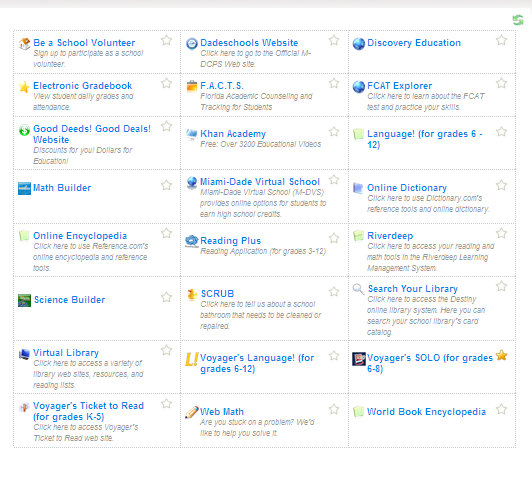 Be a School Volunteer
Sign up to participate as a school
volunteer.
Dadeschools Website
Click here to go to the Official M-
DCPS Web site.
Discovery Education
Electronic Gradebook
View student daily grades and
attendance.
F.A.C.T.S.
Florida Academic Counseling and
Tracking for Students
FCAT Explorer
Click here to learn about the FCAT
test and practice your skills.
Good Deeds! Good Deals!
Website
Discounts for you! Dollars for
Education!
Khan Academy
Free: Over 3200 Educational Videos
Language! (for grades 6 -
12)
Math Builder
Miami-Dade Virtual School
Miami-Dade Virtual School (M-DVS)
provides online options for students to
earn high school credits.
Online Dictionary
Click here to use Dictionary.com's
reference tools and online dictionary.
Online Encyclopedia
Click here to use Reference.com's
online encyclopedia and reference
tools.
Reading Plus
Reading Application (for grades 3-12)
Riverdeep
Click here to access your reading and
math tools in the Riverdeep Learning
Management System.
Science Builder
SCRUB
Click here to tell us about a school
bathroom that needs to be cleaned or
repaired.
Search Your Library
Click here to access the Destiny
online library system. Here you can
search your school library's card
catalog.
Virtual Library
Click here to access a variety of
library web sites, resources, and
reading lists.
L!
Voyager's Language! (for
grades 6-12)
Voyager's SOLO (for grades
6-8)
Voyager's Ticket to Read
(for grades K-5)
Click here to access Voyager's
Ticket to Read web site.
Web Math
Are you stuck on a problem? We'd
like to help you solve it.
World Book Encyclopedia